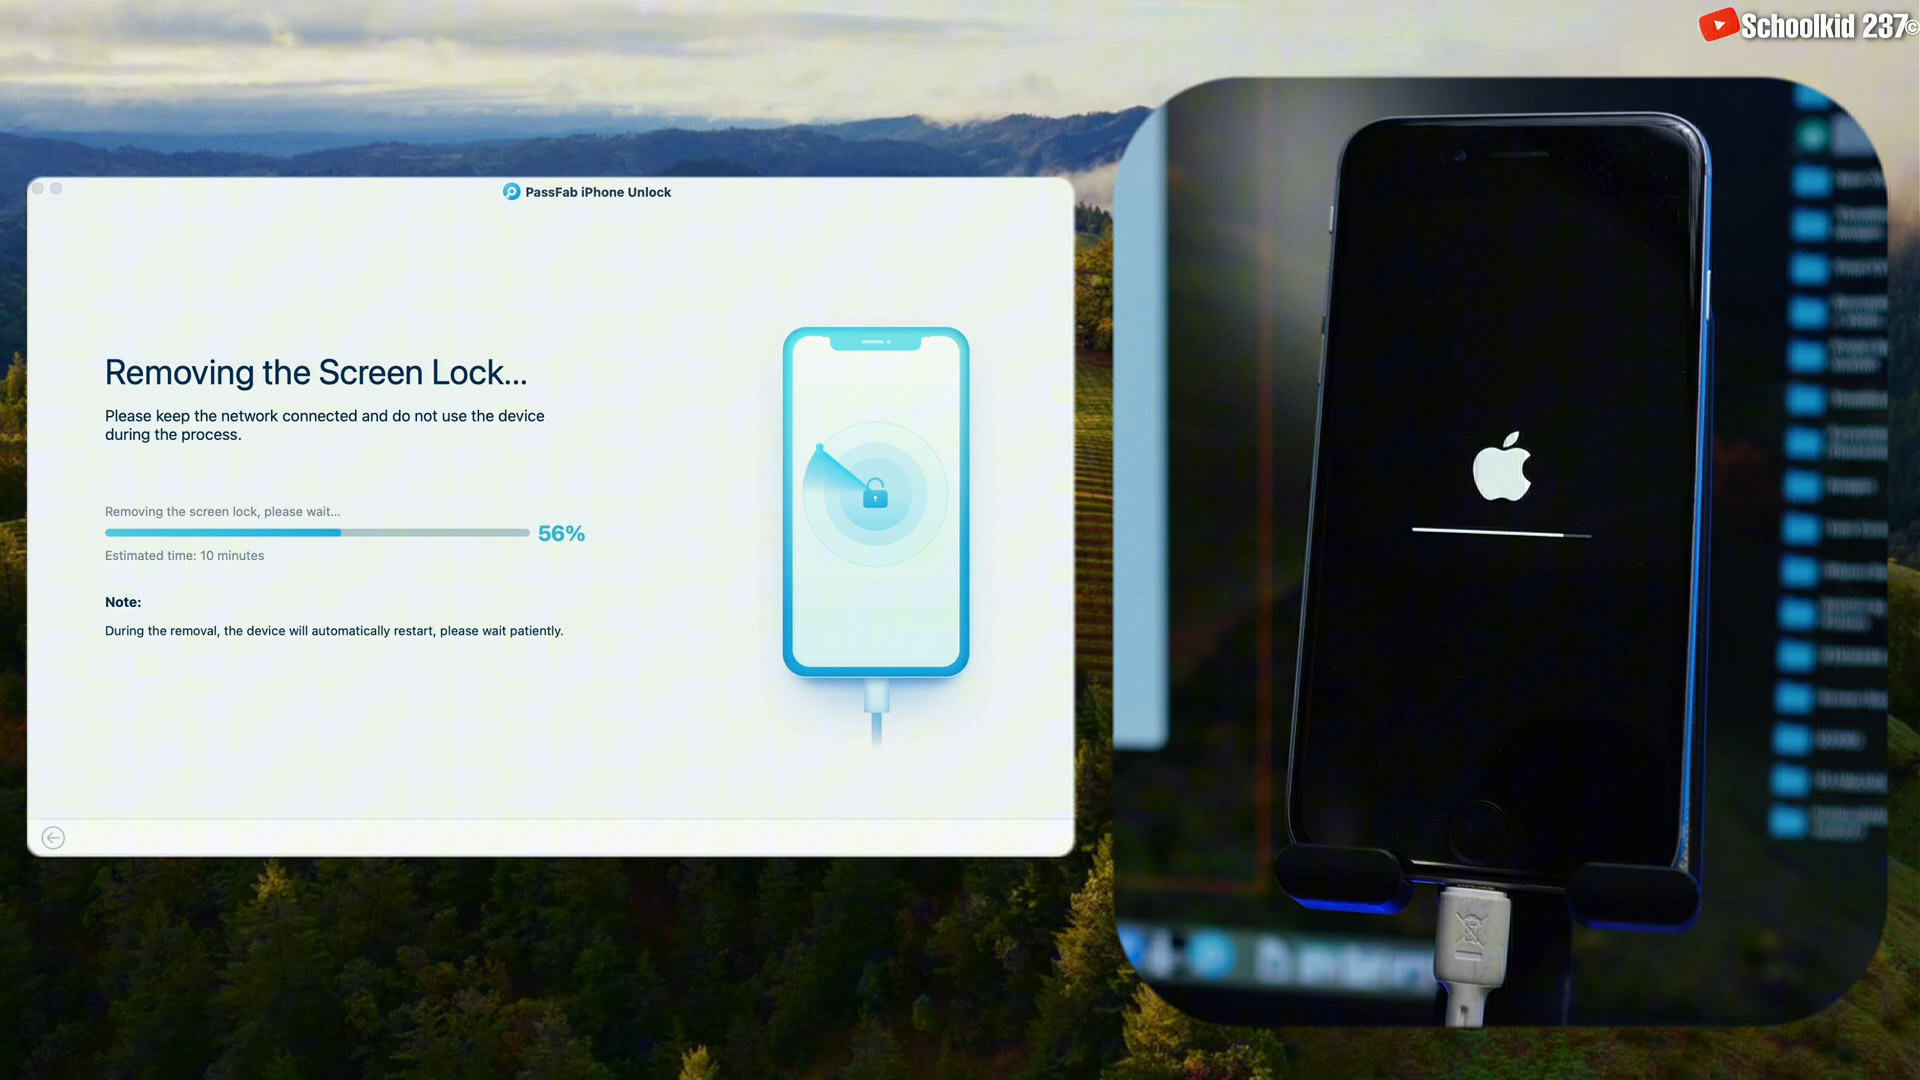 Schoolkid 237©
PassFab iPhone Unlock
Removing the Screen Lock...
Please keep the network connected and do not use the device
during the process.
Removing the screen lock, please wait...
56%
Estimated time: 10 minutes
Note:
During the removal, the device will automatically restart, please wait patiently.